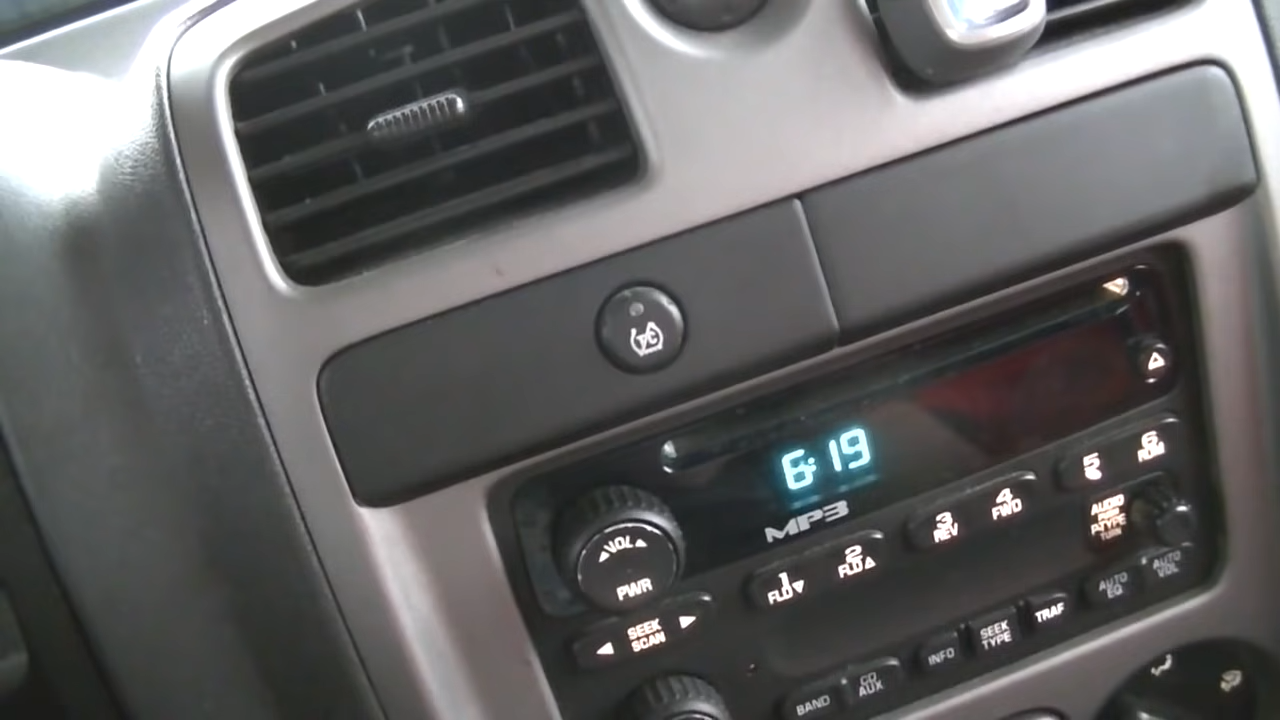 TC
6:19
MP3
VOL
PWR
1
FLD
2
FLD
3
REV
4
FWD
5
6
RDM
AUDIO
P-TYPE
TUNE
SEEK
SCAN
BAND
CD
AUX
INFO
SEEK
TYPE
TRAF
AUTO
EQ
AUTO
VOL